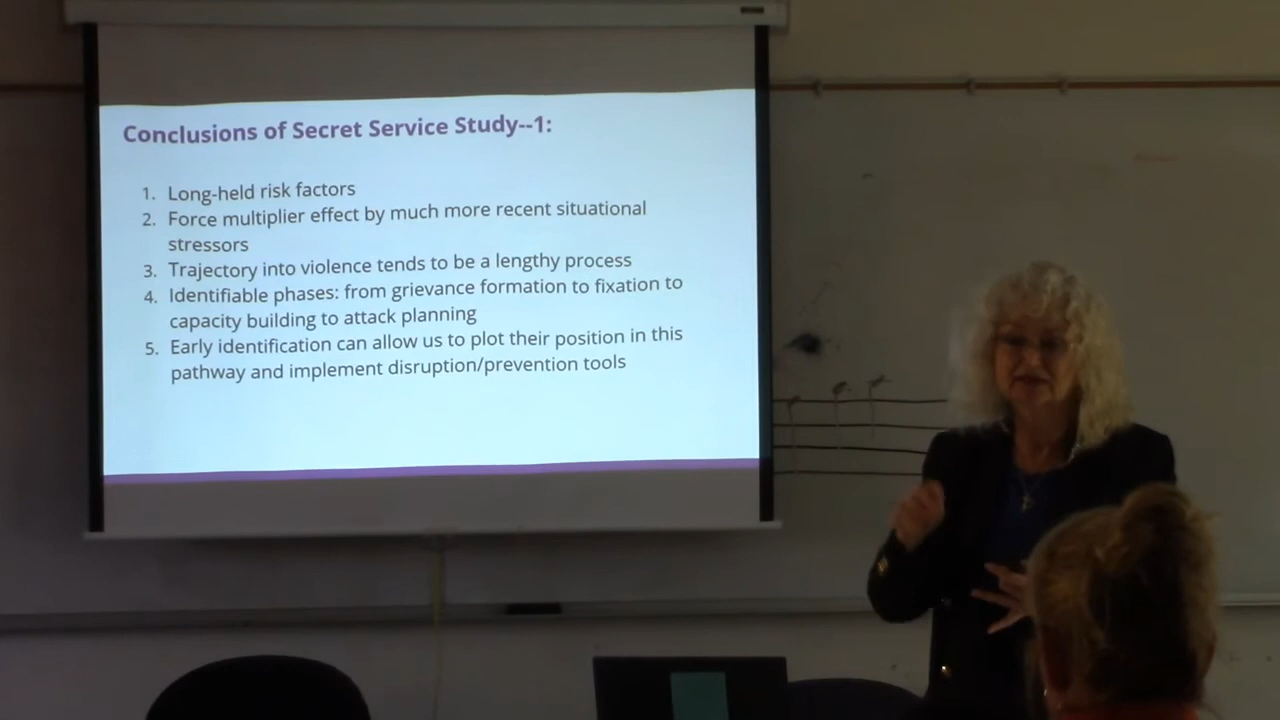 Conclusions of Secret Service Study--1:
1. Long-held risk factors
2. Force multiplier effect by much more recent situational
stressors
3. Trajectory into violence tends to be a lengthy process
4. Identifiable phases: from grievance formation to fixation to
capacity building to attack planning
5. Early identification can allow us to plot their position in this
pathway and implement disruption/prevention tools